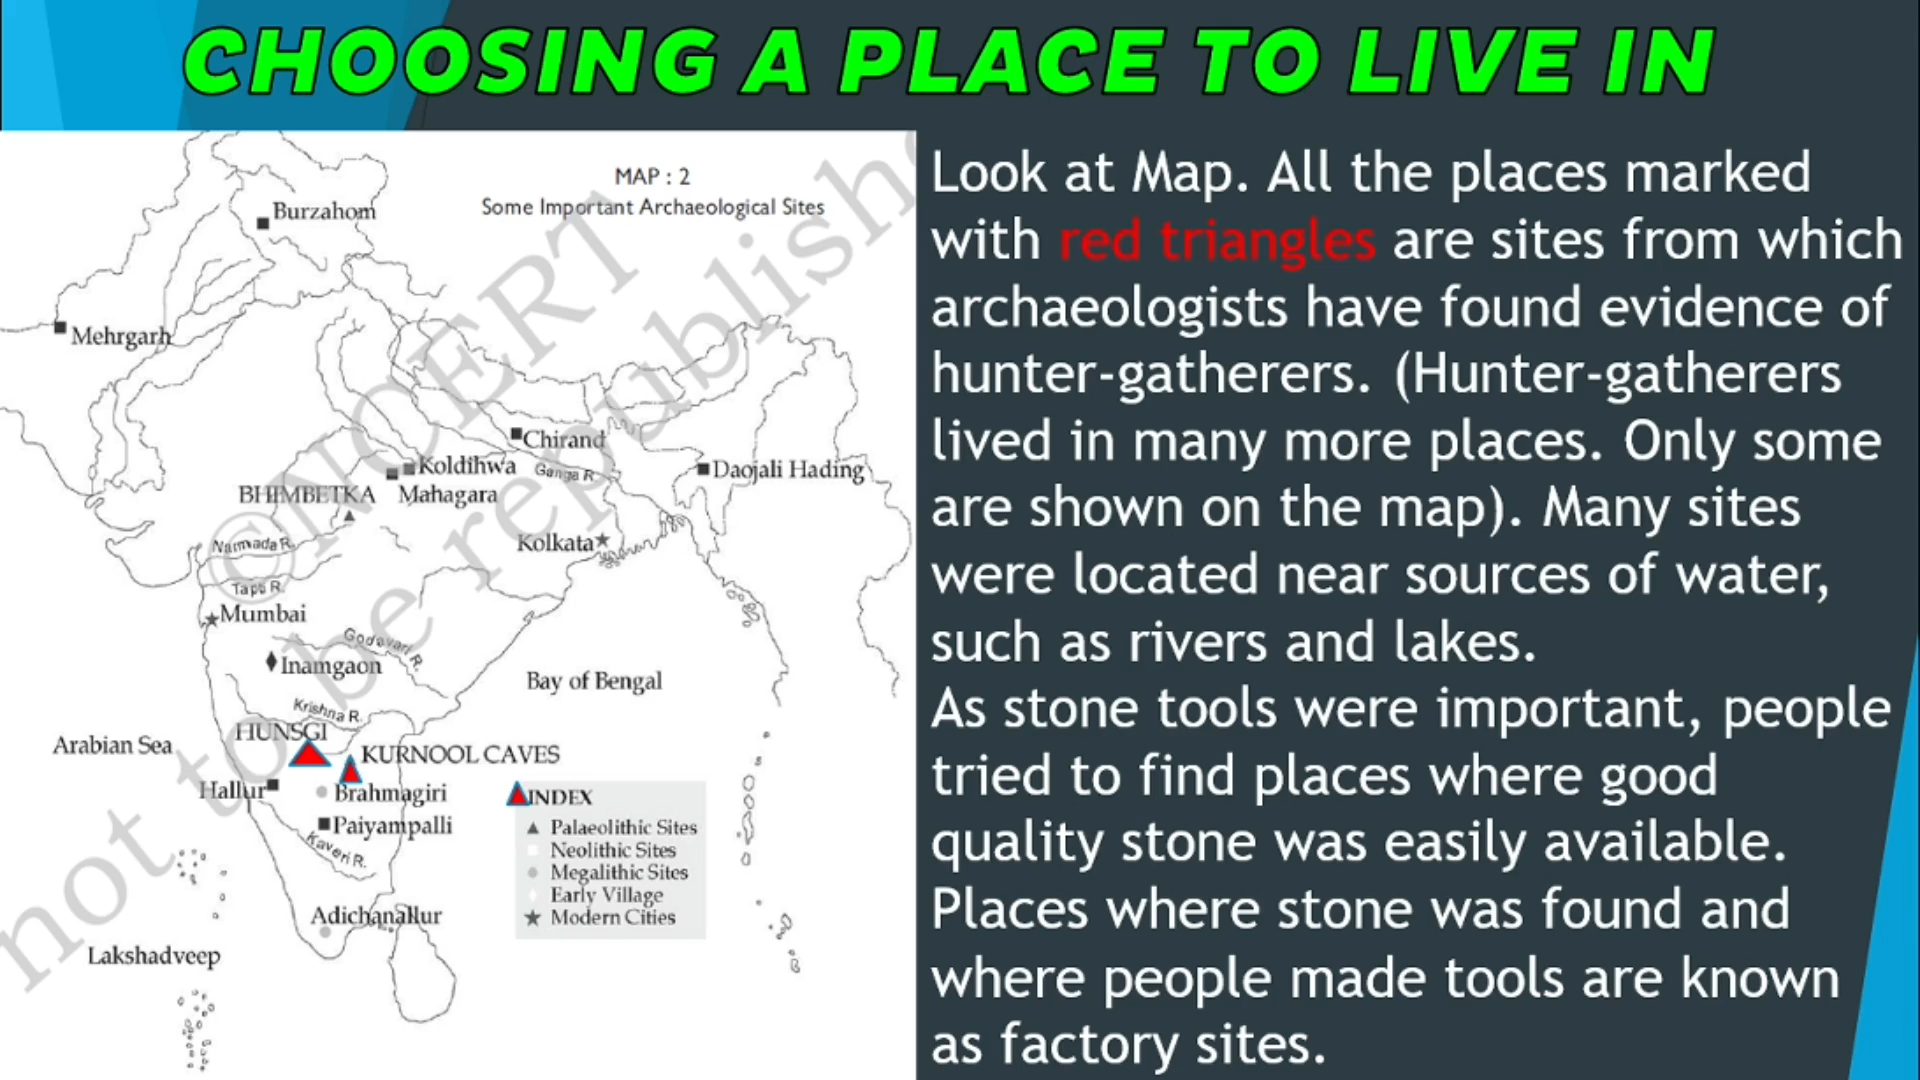 CHOOSING A PLACE TO LIVE IN
MAP : 2
Some Important Archaeological Sites
Burzahom
Mehrgarh
Chirand
Koldihwa
Ganga R.
Daojali Hading
BHIMBETKA
Mahagara
Narmada R.
Kolkata
Tapti R.
Mumbai
Godavari R.
Inamgaon
Bay of Bengal
Krishna R.
HUNSGI
Arabian Sea
KURNOOL CAVES
Hallur
Brahmagiri
Paiyampalli
Kaveri R.
Adichanallur
Lakshadveep
INDEX
Palaeolithic Sites
Neolithic Sites
Megalithic Sites
Early Village
Modern Cities
©NCERT
not to be republishe
Look at Map. All the places marked
with red triangles are sites from which
archaeologists have found evidence of
hunter-gatherers. (Hunter-gatherers
lived in many more places. Only some
are shown on the map). Many sites
were located near sources of water,
such as rivers and lakes.
As stone tools were important, people
tried to find places where good
quality stone was easily available.
Places where stone was found and
where people made tools are known
as factory sites.